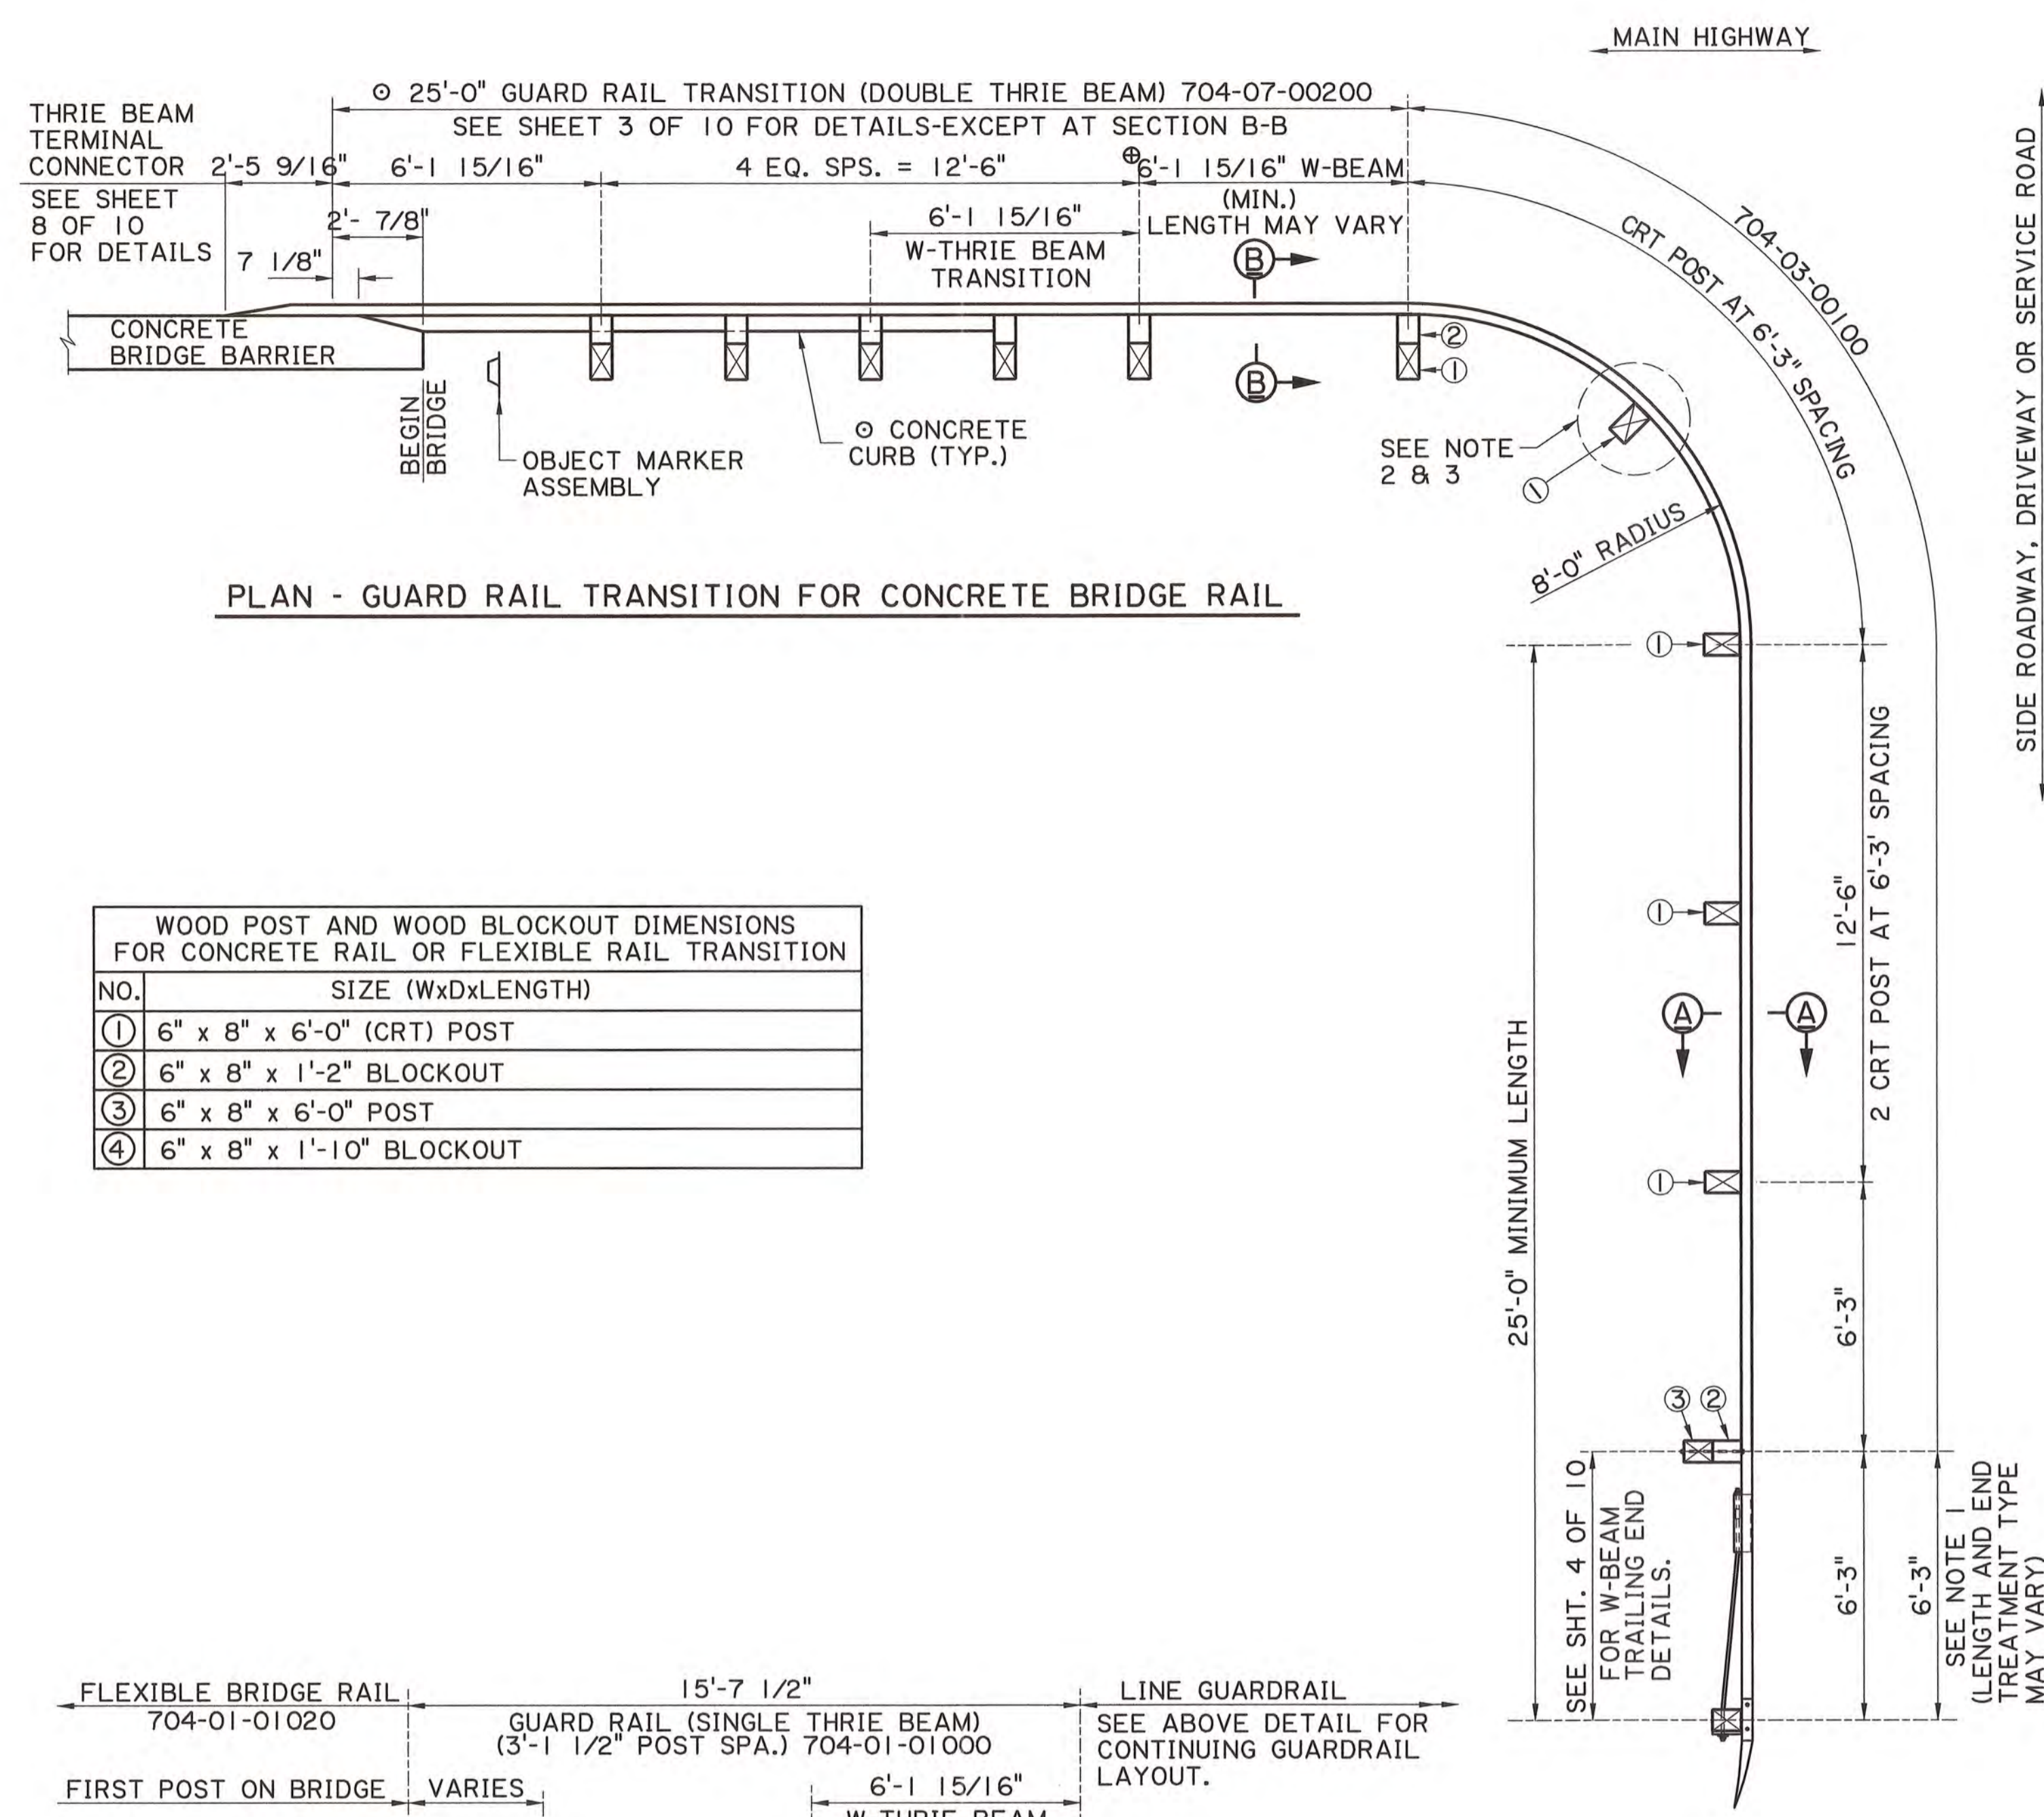 MAIN HIGHWAY
⊙ 25'-0" GUARD RAIL TRANSITION (DOUBLE THRIE BEAM) 704-07-00200
SEE SHEET 3 OF 10 FOR DETAILS-EXCEPT AT SECTION B-B
THRIE BEAM
TERMINAL
CONNECTOR
SEE SHEET
8 OF 10
FOR DETAILS
2'-5 9/16"
6'-1 15/16"
4 EQ. SPS. = 12'-6"
⊕
6'-1 15/16" W-BEAM
(MIN.)
LENGTH MAY VARY
2'- 7/8"
7 1/8"
6'-1 15/16"
W-THRIE BEAM
TRANSITION
B
B
CONCRETE
BRIDGE BARRIER
BEGIN
BRIDGE
OBJECT MARKER
ASSEMBLY
⊙ CONCRETE
CURB (TYP.)
2
1
SEE NOTE
2 & 3
1
8'-0" RADIUS
CRT POST AT 6'-3" SPACING
704-03-00100
SIDE ROADWAY, DRIVEWAY OR SERVICE ROAD
PLAN - GUARD RAIL TRANSITION FOR CONCRETE BRIDGE RAIL
1
1
1
A
A
25'-0" MINIMUM LENGTH
12'-6"
2 CRT POST AT 6'-3' SPACING
6'-3"
3 2
SEE SHT. 4 OF 10
FOR W-BEAM
TRAILING END
DETAILS.
6'-3"
6'-3"
SEE NOTE 1
(LENGTH AND END
TREATMENT TYPE
MAY VARY)
WOOD POST AND WOOD BLOCKOUT DIMENSIONS
FOR CONCRETE RAIL OR FLEXIBLE RAIL TRANSITION
NO. SIZE (WxDxLENGTH)
1 6" x 8" x 6'-0" (CRT) POST
2 6" x 8" x 1'-2" BLOCKOUT
3 6" x 8" x 6'-0" POST
4 6" x 8" x 1'-10" BLOCKOUT
FLEXIBLE BRIDGE RAIL
704-01-01020
15'-7 1/2"
GUARD RAIL (SINGLE THRIE BEAM)
(3'-1 1/2" POST SPA.) 704-01-01000
LINE GUARDRAIL
SEE ABOVE DETAIL FOR
CONTINUING GUARDRAIL
LAYOUT.
FIRST POST ON BRIDGE
VARIES
6'-1 15/16"
W-THRIE BEAM